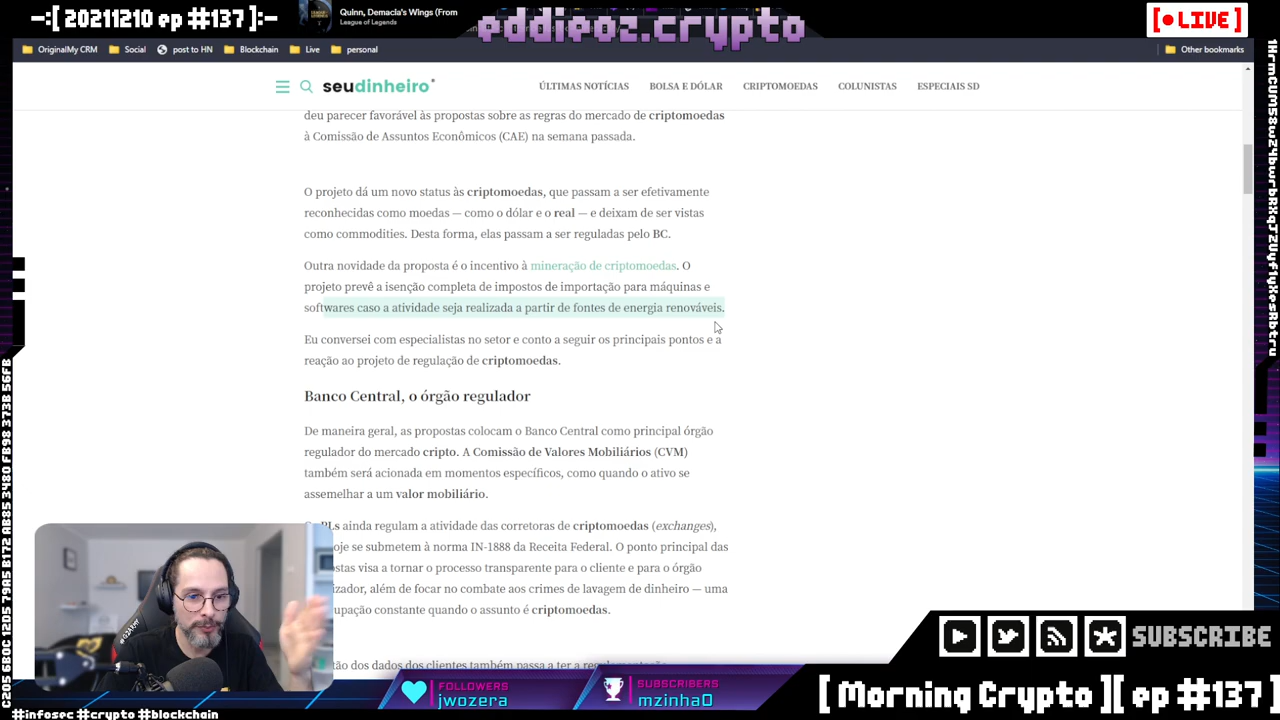 —:[ 20211210 ep #137 ]:—
Quinn, Demacia's Wings (From
League of Legends
eddieoz.crypto
[●LIVE]
OriginalMy CRM
Social
post to HN
Blockchain
Live
personal
Other bookmarks
seudinheiro
ÚLTIMAS NOTÍCIAS
BOLSA E DÓLAR
CRIPTOMOEDAS
COLUNISTAS
ESPECIAIS SD
deu parecer favorável às propostas sobre as regras do mercado de criptomoedas
à Comissão de Assuntos Econômicos (CAE) na semana passada.
O projeto dá um novo status às criptomoedas, que passam a ser efetivamente
reconhecidas como moedas — como o dólar e o real — e deixam de ser vistas
como commodities. Desta forma, elas passam a ser reguladas pelo BC.
Outra novidade da proposta é o incentivo à mineração de criptomoedas. O
projeto prevê a isenção completa de impostos de importação para máquinas e
softwares caso a atividade seja realizada a partir de fontes de energia renováveis.
Eu conversei com especialistas no setor e conto a seguir os principais pontos e a
reação ao projeto de regulação de criptomoedas.
Banco Central, o órgão regulador
De maneira geral, as propostas colocam o Banco Central como principal órgão
regulador do mercado cripto. A Comissão de Valores Mobiliários (CVM)
também será acionada em momentos específicos, como quando o ativo se
assemelhar a um valor mobiliário.
PLs ainda regulam a atividade das corretoras de criptomoedas (exchanges),
se submetem à norma IN-1888 da Receita Federal. O ponto principal das
visa a tornar o processo transparente para o cliente e para o órgão
além de focar no combate aos crimes de lavagem de dinheiro — uma
constante quando o assunto é criptomoedas.
dos dados dos clientes também passa a ter a regulamentação
SUBSCRIBE
FOLLOWERS
jwozera
SUBSCRIBERS
mzinha0
[ Morning Crypto ][ ep #137 ]
#infosec #crypto #blockchain